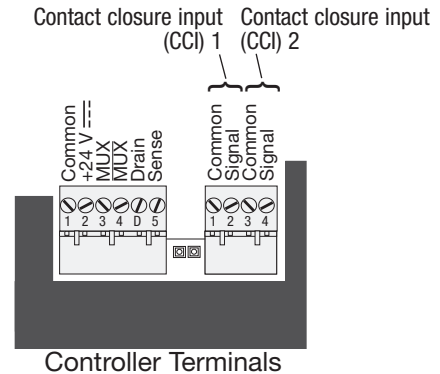 Contact closure input Contact closure input
(CCI) 1 (CCI) 2
Common
+24 V
MUX
MUX
Drain
Sense
Common
Signal
Common
Signal
1 2 3 4 D 5
1 2 3 4
Controller Terminals